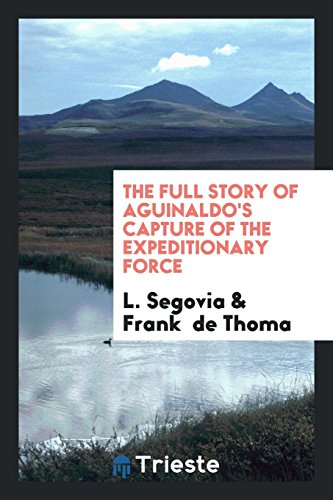 THE FULL STORY OF
AGUINALDO'S
CAPTURE OF THE
EXPEDITIONARY
FORCE
L. Segovia &
Frank de Thoma
Trieste